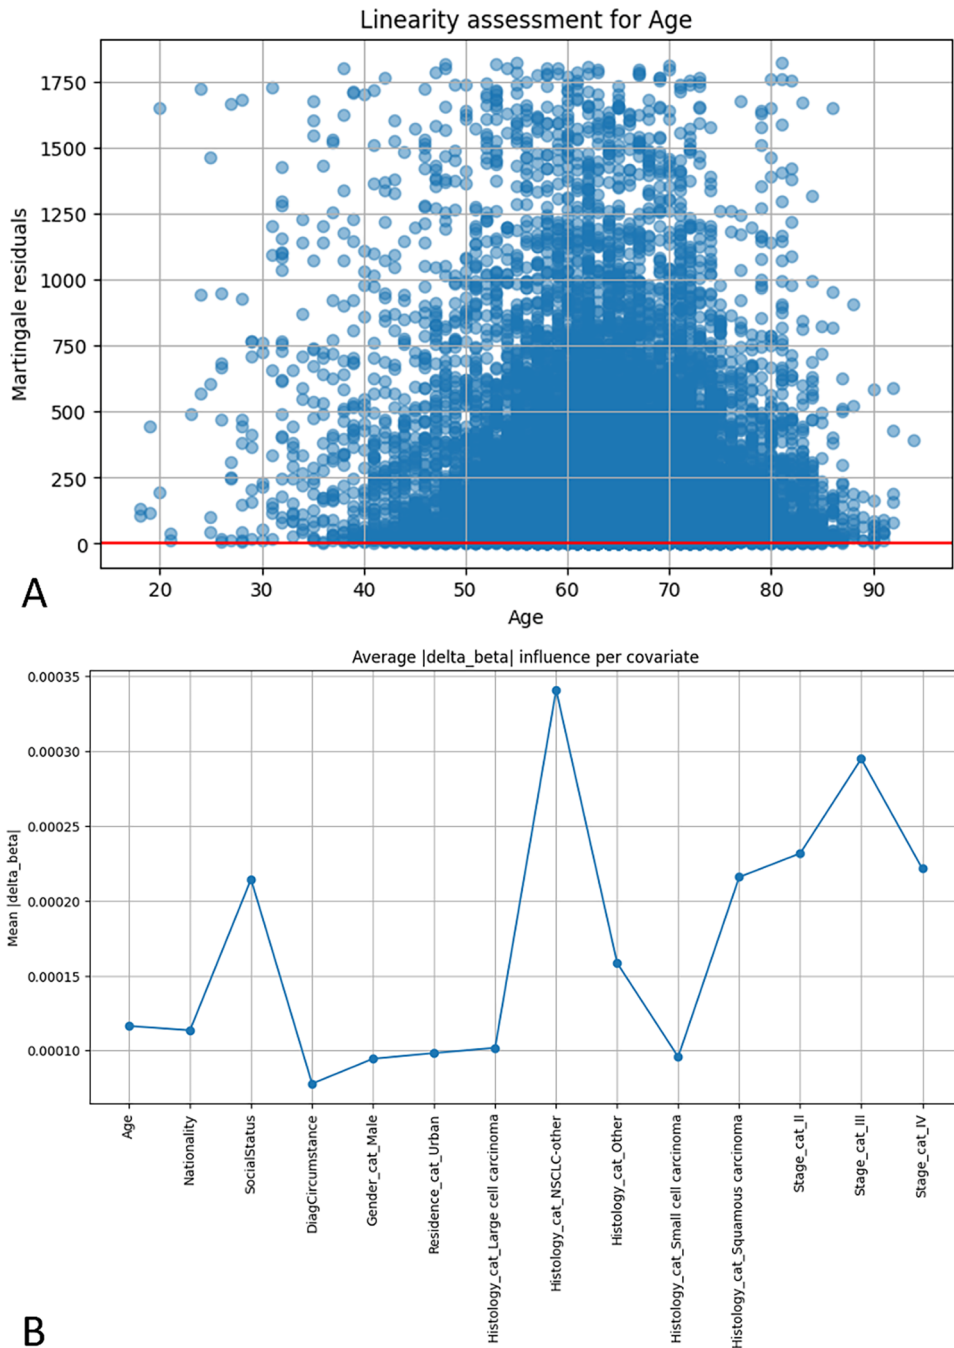 Linearity assessment for Age
Martingale residuals
1750
1500
1250
1000
750
500
250
0
20 30 40 50 60 70 80 90
Age
A
Average |delta_beta| influence per covariate
Mean |delta_beta|
0.00035
0.00030
0.00025
0.00020
0.00015
0.00010
Age
Nationality
SocialStatus
DiagCircumstance
Gender_cat_Male
Residence_cat_Urban
Histology_cat_Large cell carcinoma
Histology_cat_NSCLC-other
Histology_cat_Other
Histology_cat_Small cell carcinoma
Histology_cat_Squamous carcinoma
Stage_cat_II
Stage_cat_III
Stage_cat_IV
B